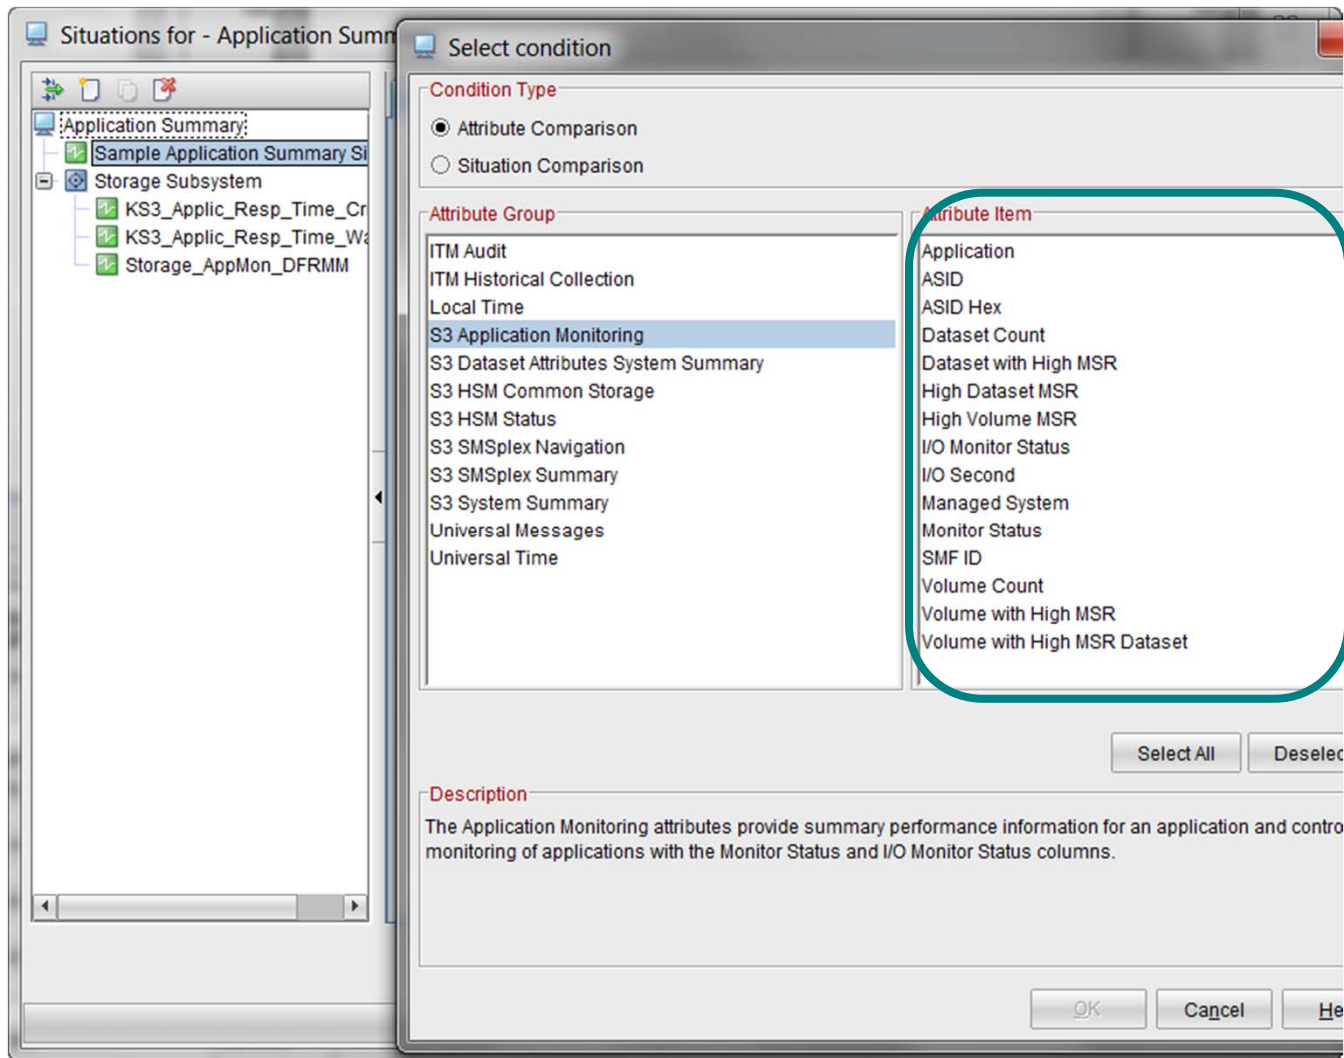 Situations for - Application Summ
Application Summary
Sample Application Summary Si
Storage Subsystem
KS3_Applic_Resp_Time_Cr
KS3_Applic_Resp_Time_Wa
Storage_AppMon_DFRMM
Select condition
Condition Type
Attribute Comparison
Situation Comparison
Attribute Group
ITM Audit
ITM Historical Collection
Local Time
S3 Application Monitoring
S3 Dataset Attributes System Summary
S3 HSM Common Storage
S3 HSM Status
S3 SMSplex Navigation
S3 SMSplex Summary
S3 System Summary
Universal Messages
Universal Time
Attribute Item
Application
ASID
ASID Hex
Dataset Count
Dataset with High MSR
High Dataset MSR
High Volume MSR
I/O Monitor Status
I/O Second
Managed System
Monitor Status
SMF ID
Volume Count
Volume with High MSR
Volume with High MSR Dataset
Select All
Deselec
Description
The Application Monitoring attributes provide summary performance information for an application and contro
monitoring of applications with the Monitor Status and I/O Monitor Status columns.
OK
Cancel
He